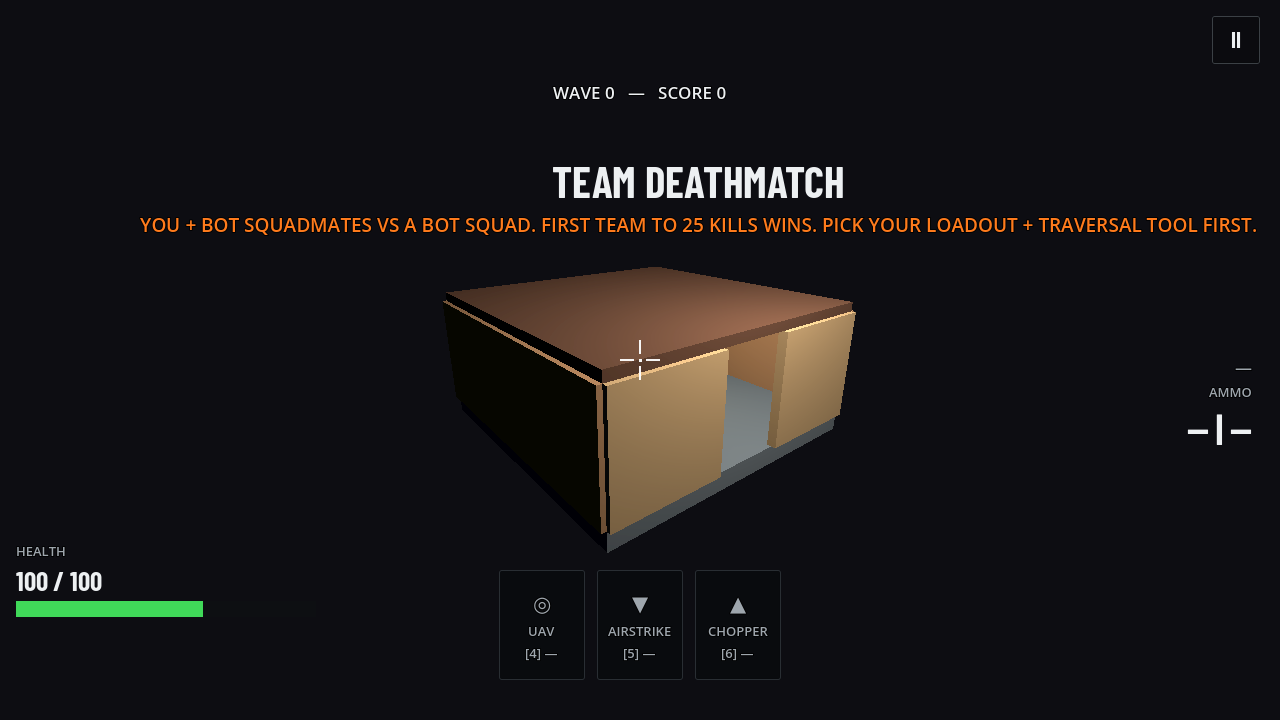 WAVE 0 — SCORE 0
TEAM DEATHMATCH
YOU + BOT SQUADMATES VS A BOT SQUAD. FIRST TEAM TO 25 KILLS WINS. PICK YOUR LOADOUT + TRAVERSAL TOOL FIRST.
—
AMMO
–|–
HEALTH
100 / 100
UAV
[4] —
AIRSTRIKE
[5] —
CHOPPER
[6] —